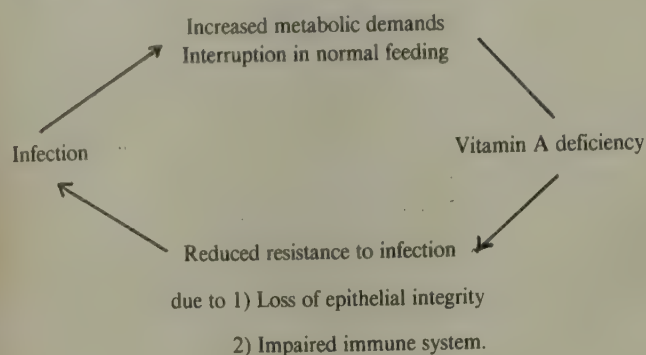 Increased metabolic demands
Interruption in normal feeding
Infection
Vitamin A deficiency
Reduced resistance to infection
due to 1) Loss of epithelial integrity
2) Impaired immune system.